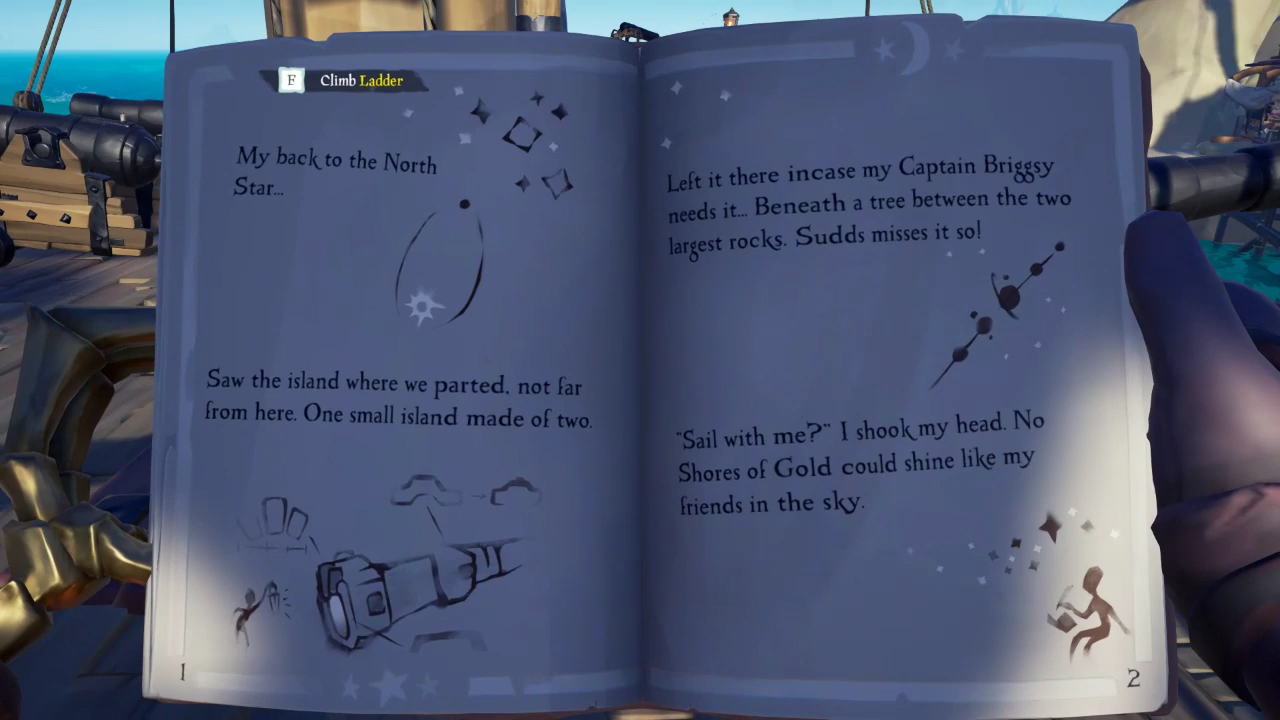 F Climb Ladder
My back to the North
Star...
Saw the island where we parted, not far
from here. One small island made of two.
1
Left it there incase my Captain Briggsy
needs it... Beneath a tree between the two
largest rocks. Sudds misses it so!
"Sail with me?" I shook my head. No
Shores of Gold could shine like my
friends in the sky.
2